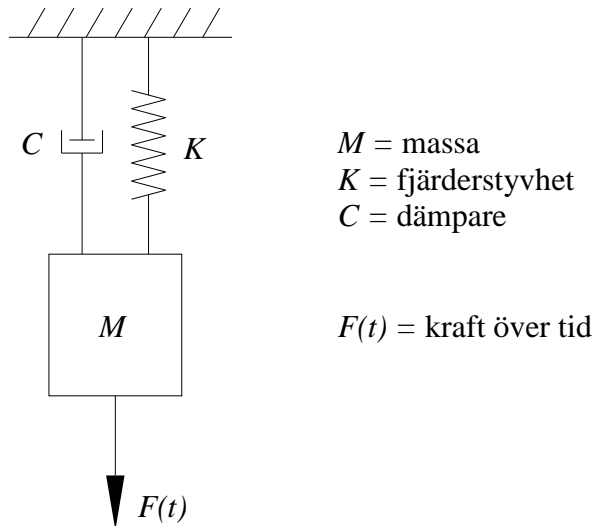 C
K
M = massa
K = fjärderstyvhet
C = dämpare
M
F(t) = kraft över tid
F(t)